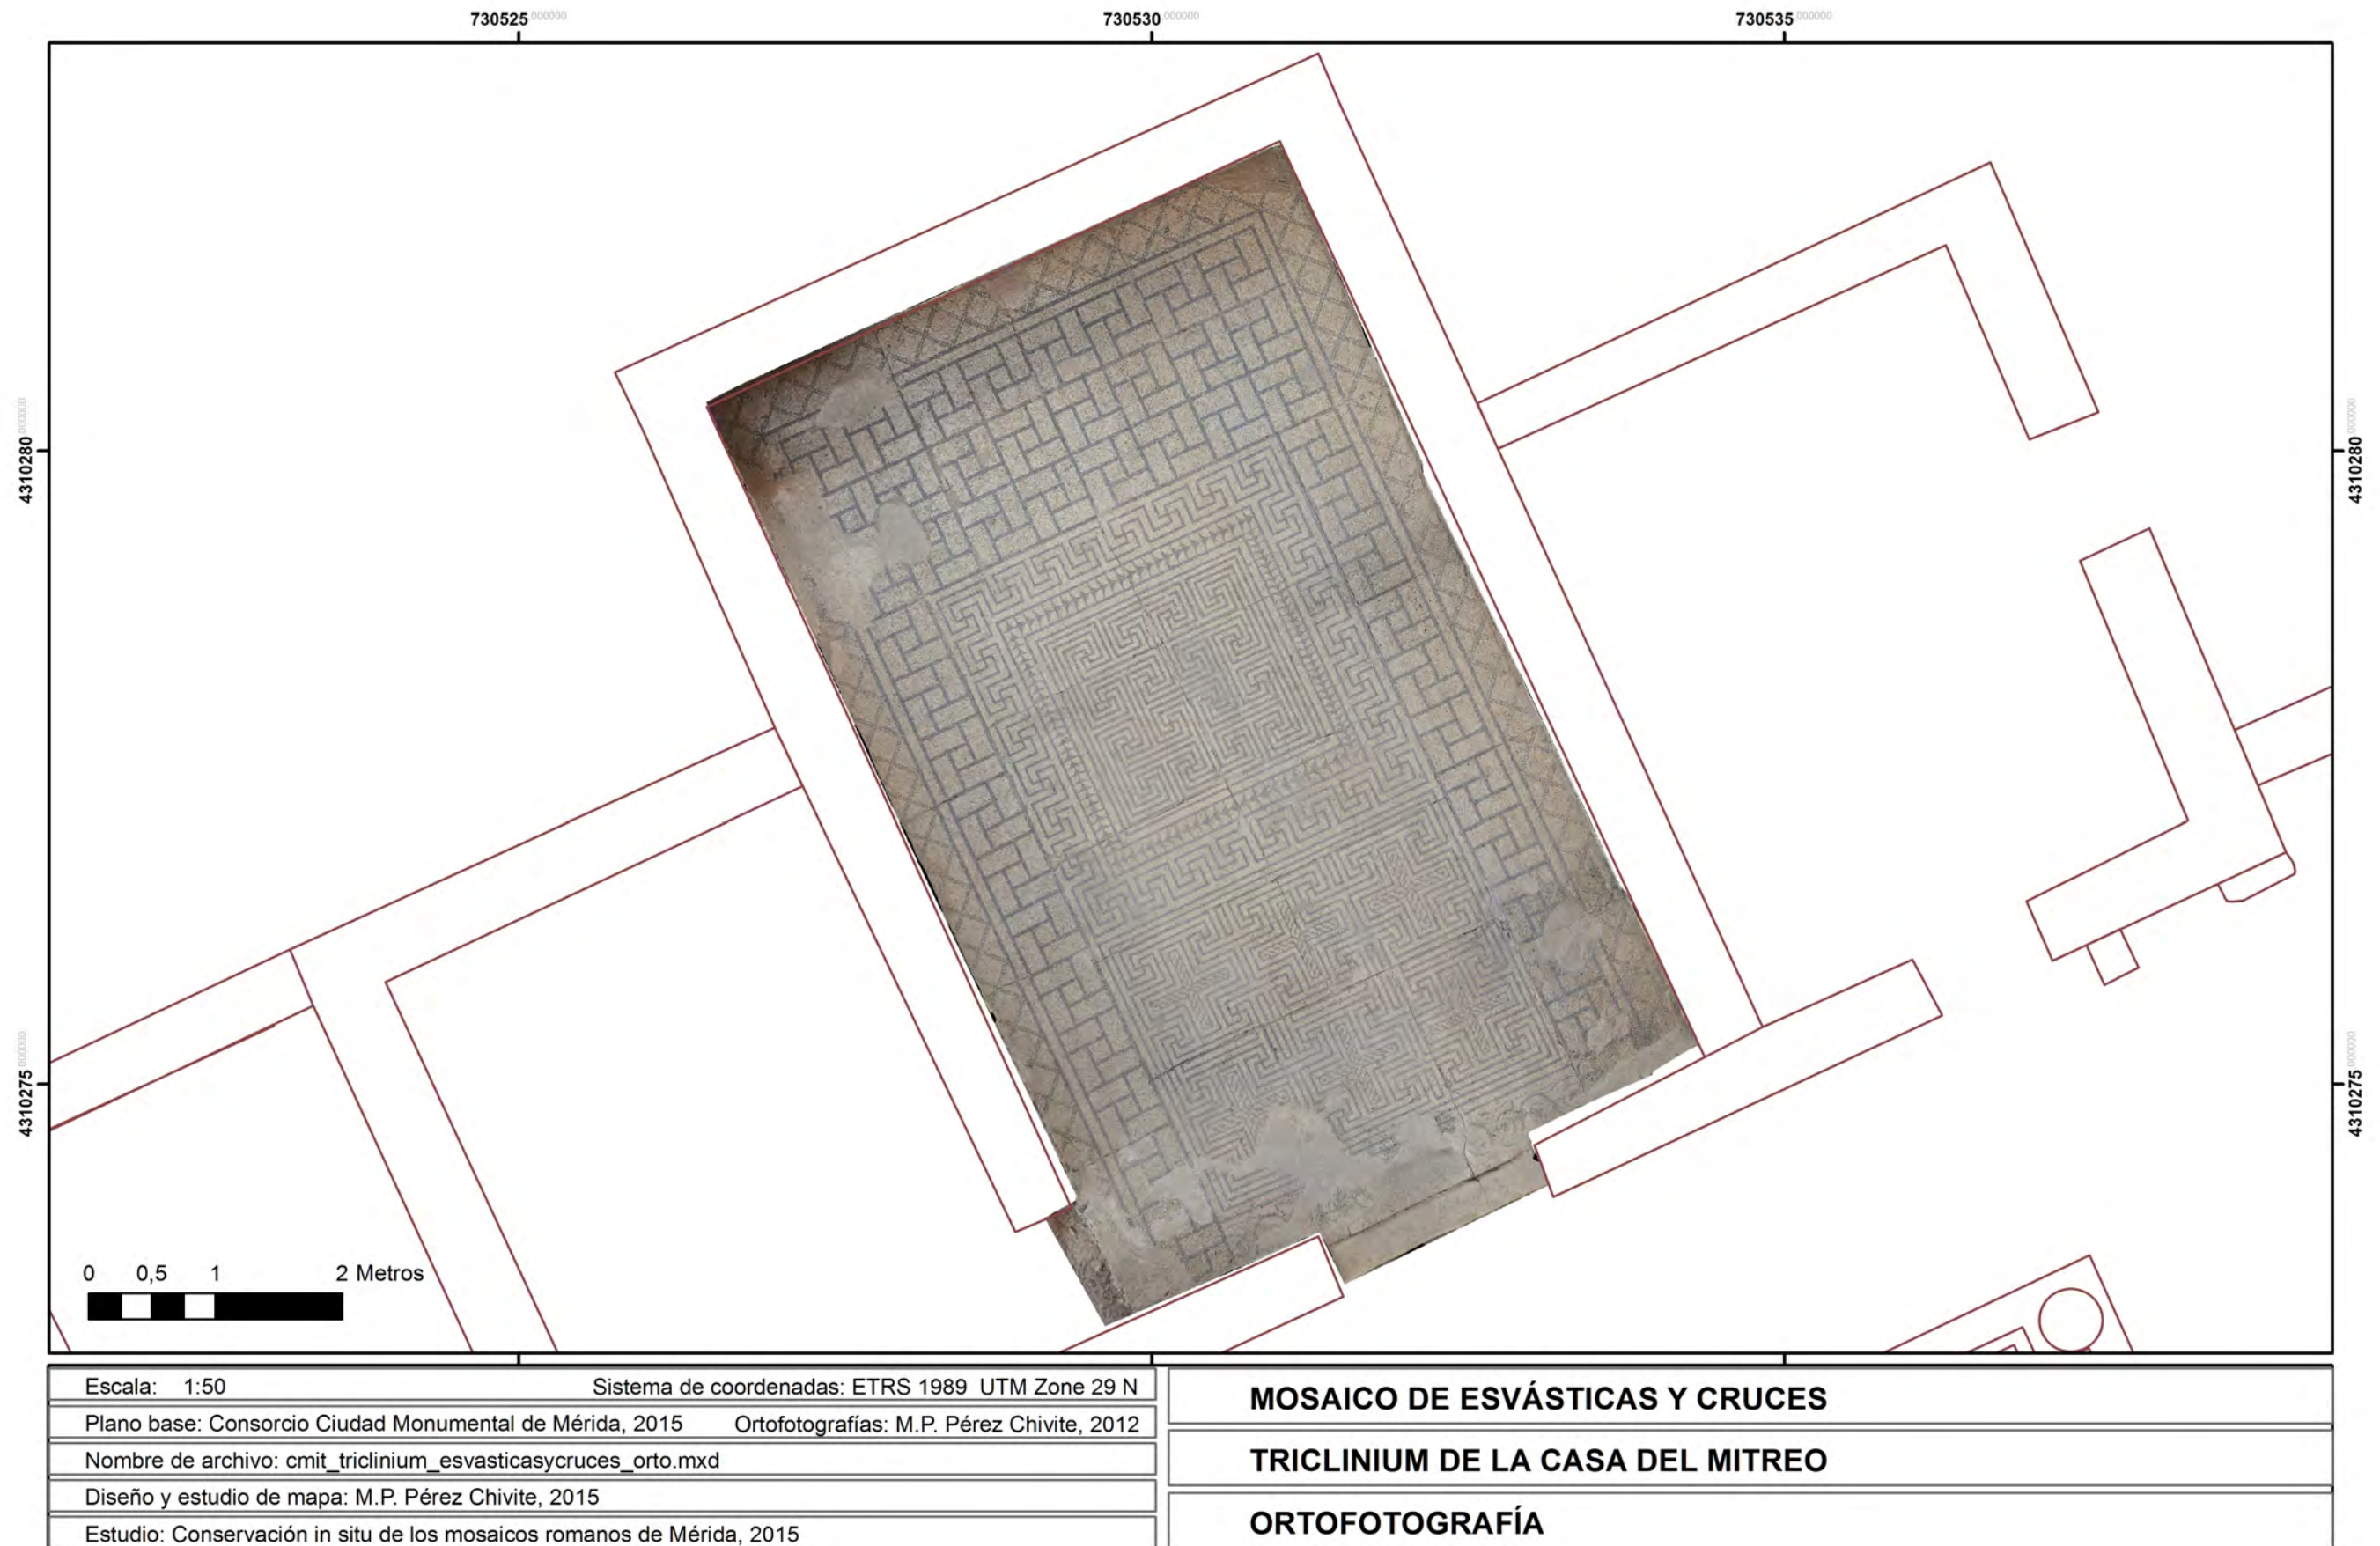 730525,000000 730530,000000 730535,000000
4310280,000000 4310280,000000
4310275,000000 4310275,000000
0 0,5 1 2 Metros
Escala: 1:50 Sistema de coordenadas: ETRS 1989 UTM Zone 29 N
Plano base: Consorcio Ciudad Monumental de Mérida, 2015 Ortofotografías: M.P. Pérez Chivite, 2012
Nombre de archivo: cmit_triclinium_esvasticasycruces_orto.mxd
Diseño y estudio de mapa: M.P. Pérez Chivite, 2015
Estudio: Conservación in situ de los mosaicos romanos de Mérida, 2015
MOSAICO DE ESVÁSTICAS Y CRUCES
TRICLINIUM DE LA CASA DEL MITREO
ORTOFOTOGRAFÍA